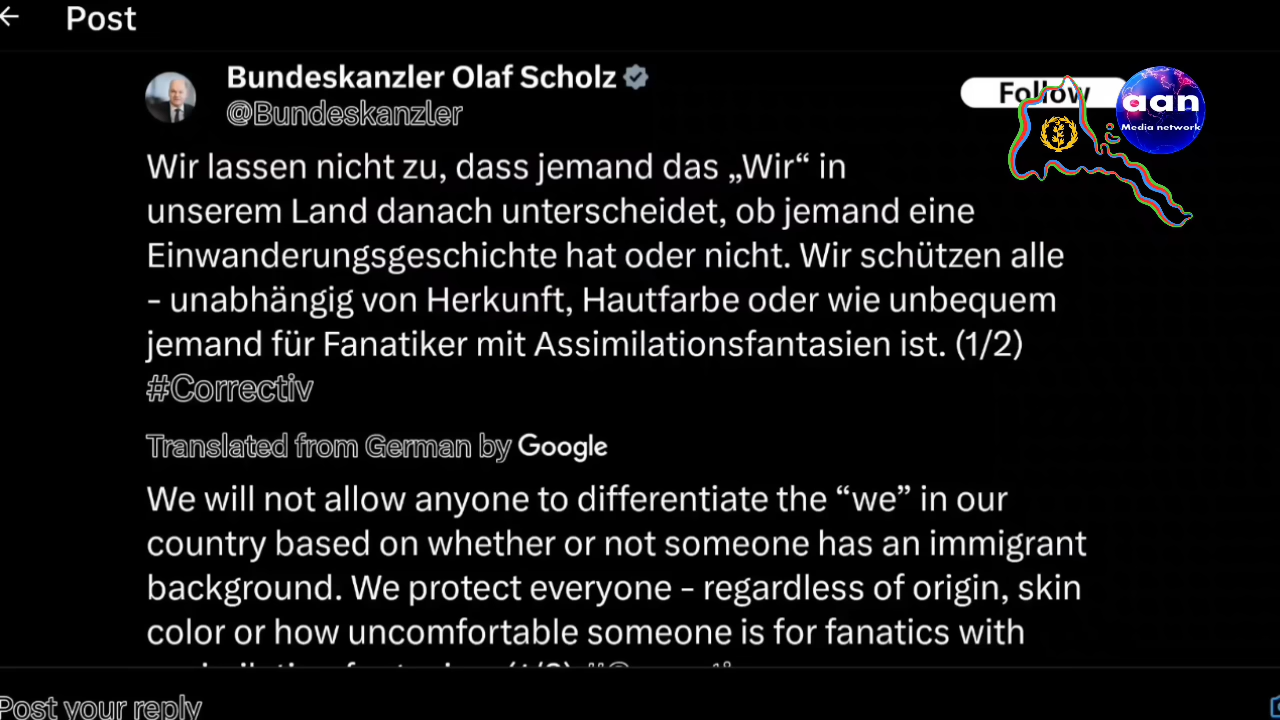 Post
Bundeskanzler Olaf Scholz
@Bundeskanzler
Follow
aan
Media network
Wir lassen nicht zu, dass jemand das „Wir“ in
unserem Land danach unterscheidet, ob jemand eine
Einwanderungsgeschichte hat oder nicht. Wir schützen alle
- unabhängig von Herkunft, Hautfarbe oder wie unbequem
jemand für Fanatiker mit Assimilationsfantasien ist. (1/2)
#Correctiv
Translated from German by Google
We will not allow anyone to differentiate the “we” in our
country based on whether or not someone has an immigrant
background. We protect everyone - regardless of origin, skin
color or how uncomfortable someone is for fanatics with
Post your reply